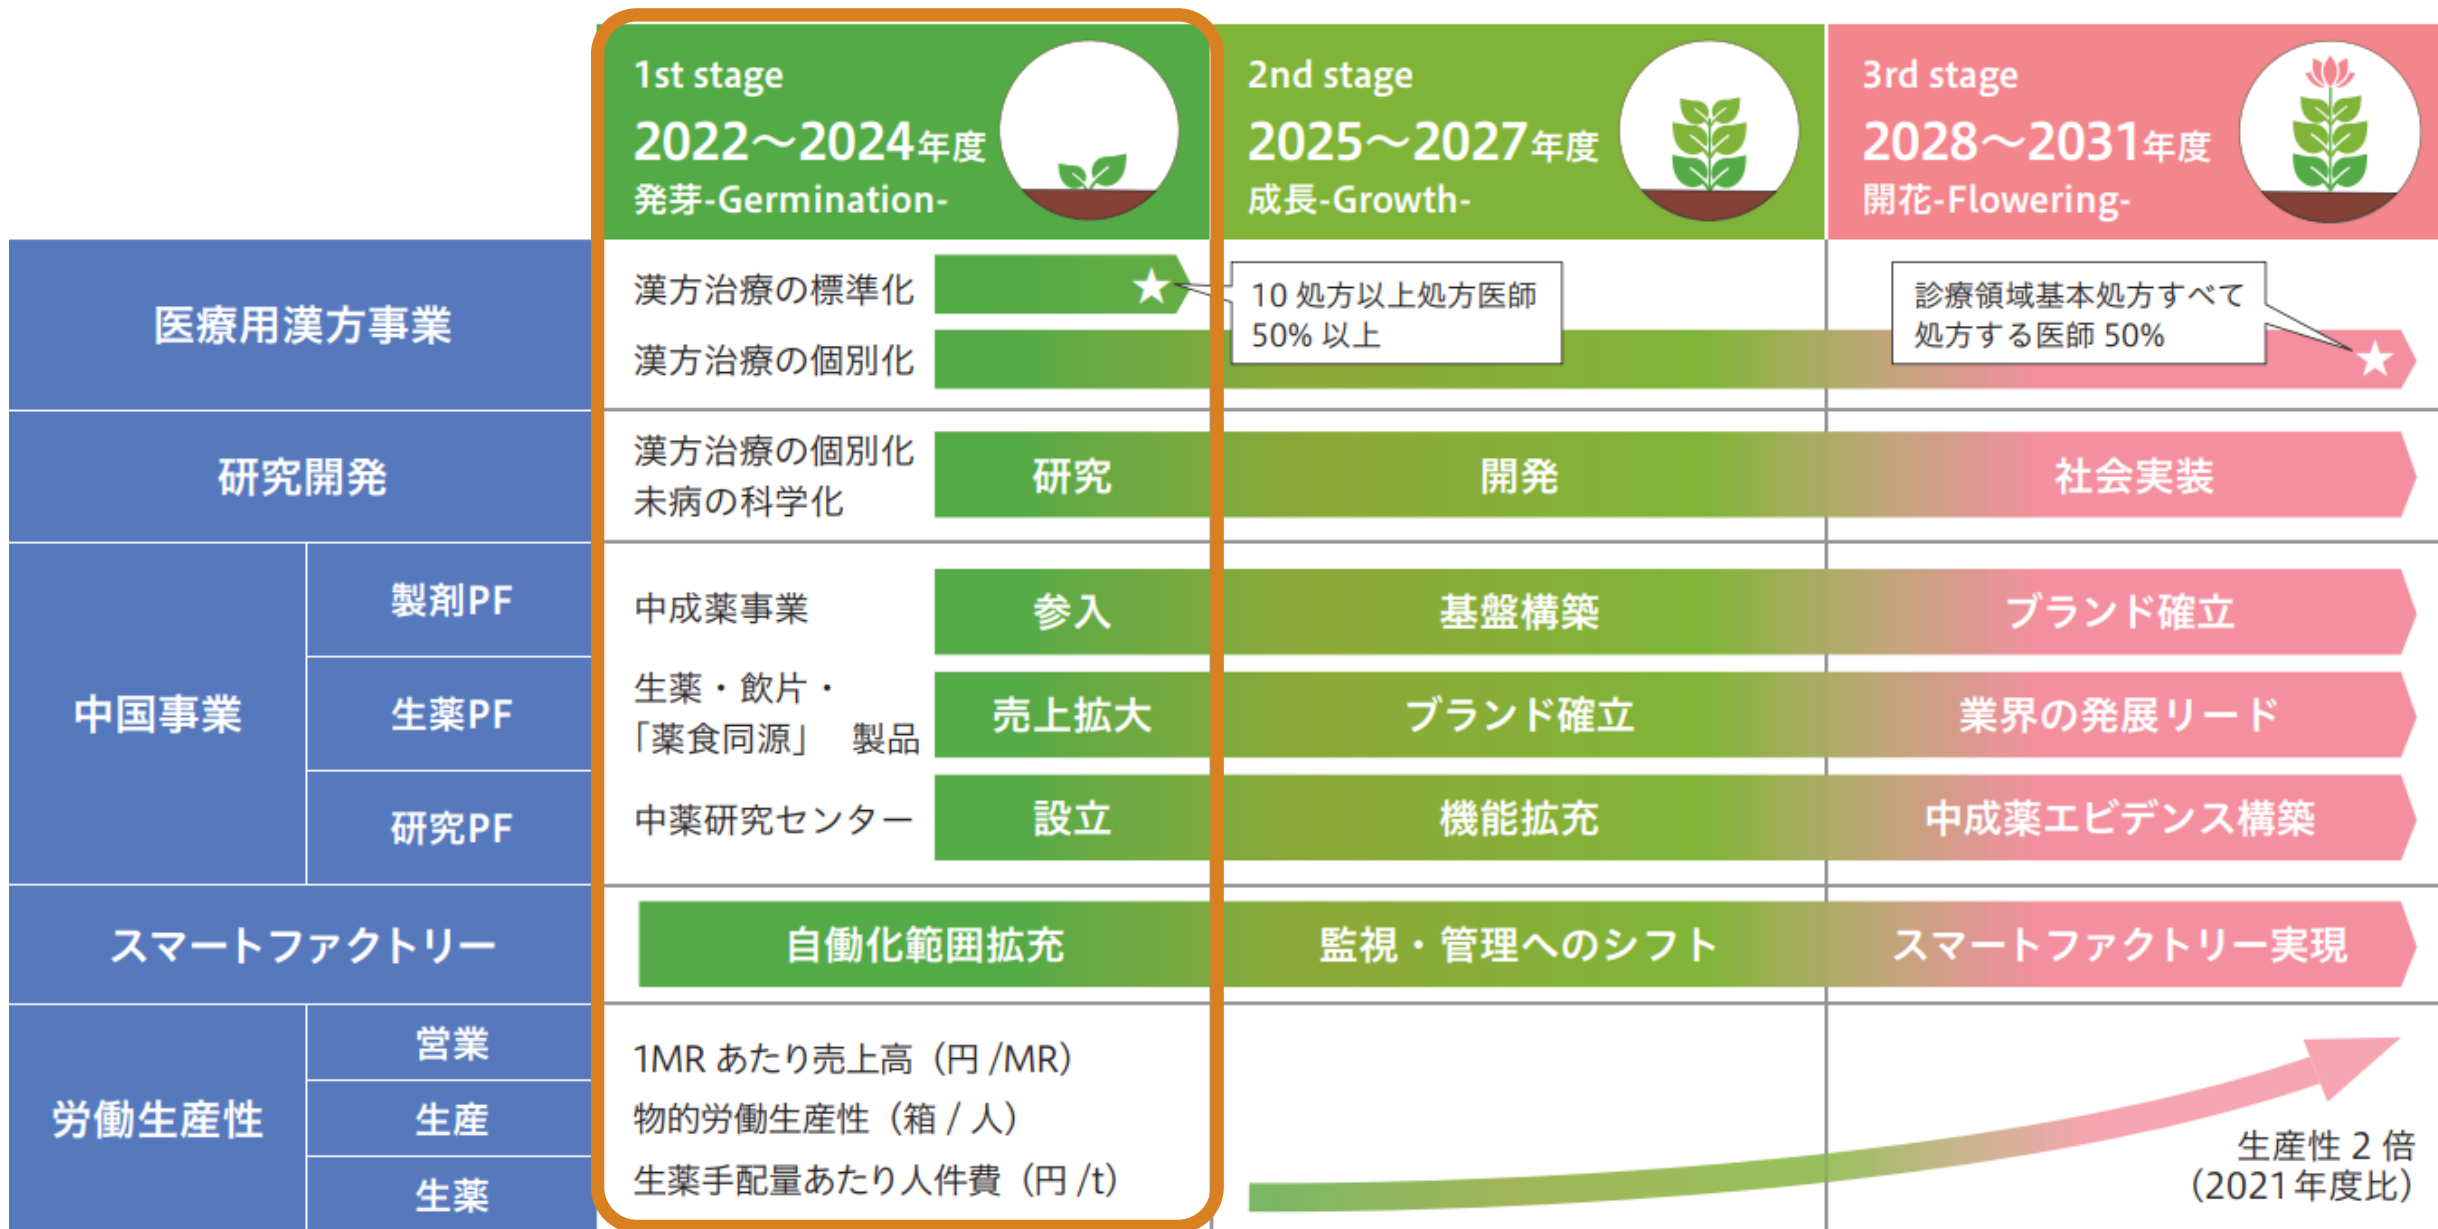 1st stage
2022～2024年度
発芽-Germination-
2nd stage
2025～2027年度
成長-Growth-
3rd stage
2028～2031年度
開花-Flowering-
医療用漢方事業
漢方治療の標準化
10 処方以上処方医師
50% 以上
漢方治療の個別化
診療領域基本処方すべて
処方する医師 50%
研究開発
漢方治療の個別化
未病の科学化
研究
開発
社会実装
中国事業
製剤PF
中成薬事業
参入
基盤構築
ブランド確立
生薬PF
生薬・飲片・
「薬食同源」 製品
売上拡大
ブランド確立
業界の発展リード
研究PF
中薬研究センター
設立
機能拡充
中成薬エビデンス構築
スマートファクトリー
自働化範囲拡充
監視・管理へのシフト
スマートファクトリー実現
労働生産性
営業
1MR あたり売上高（円 /MR）
生産
物的労働生産性（箱 / 人）
生薬
生薬手配量あたり人件費（円 /t）
生産性 2 倍
（2021年度比）